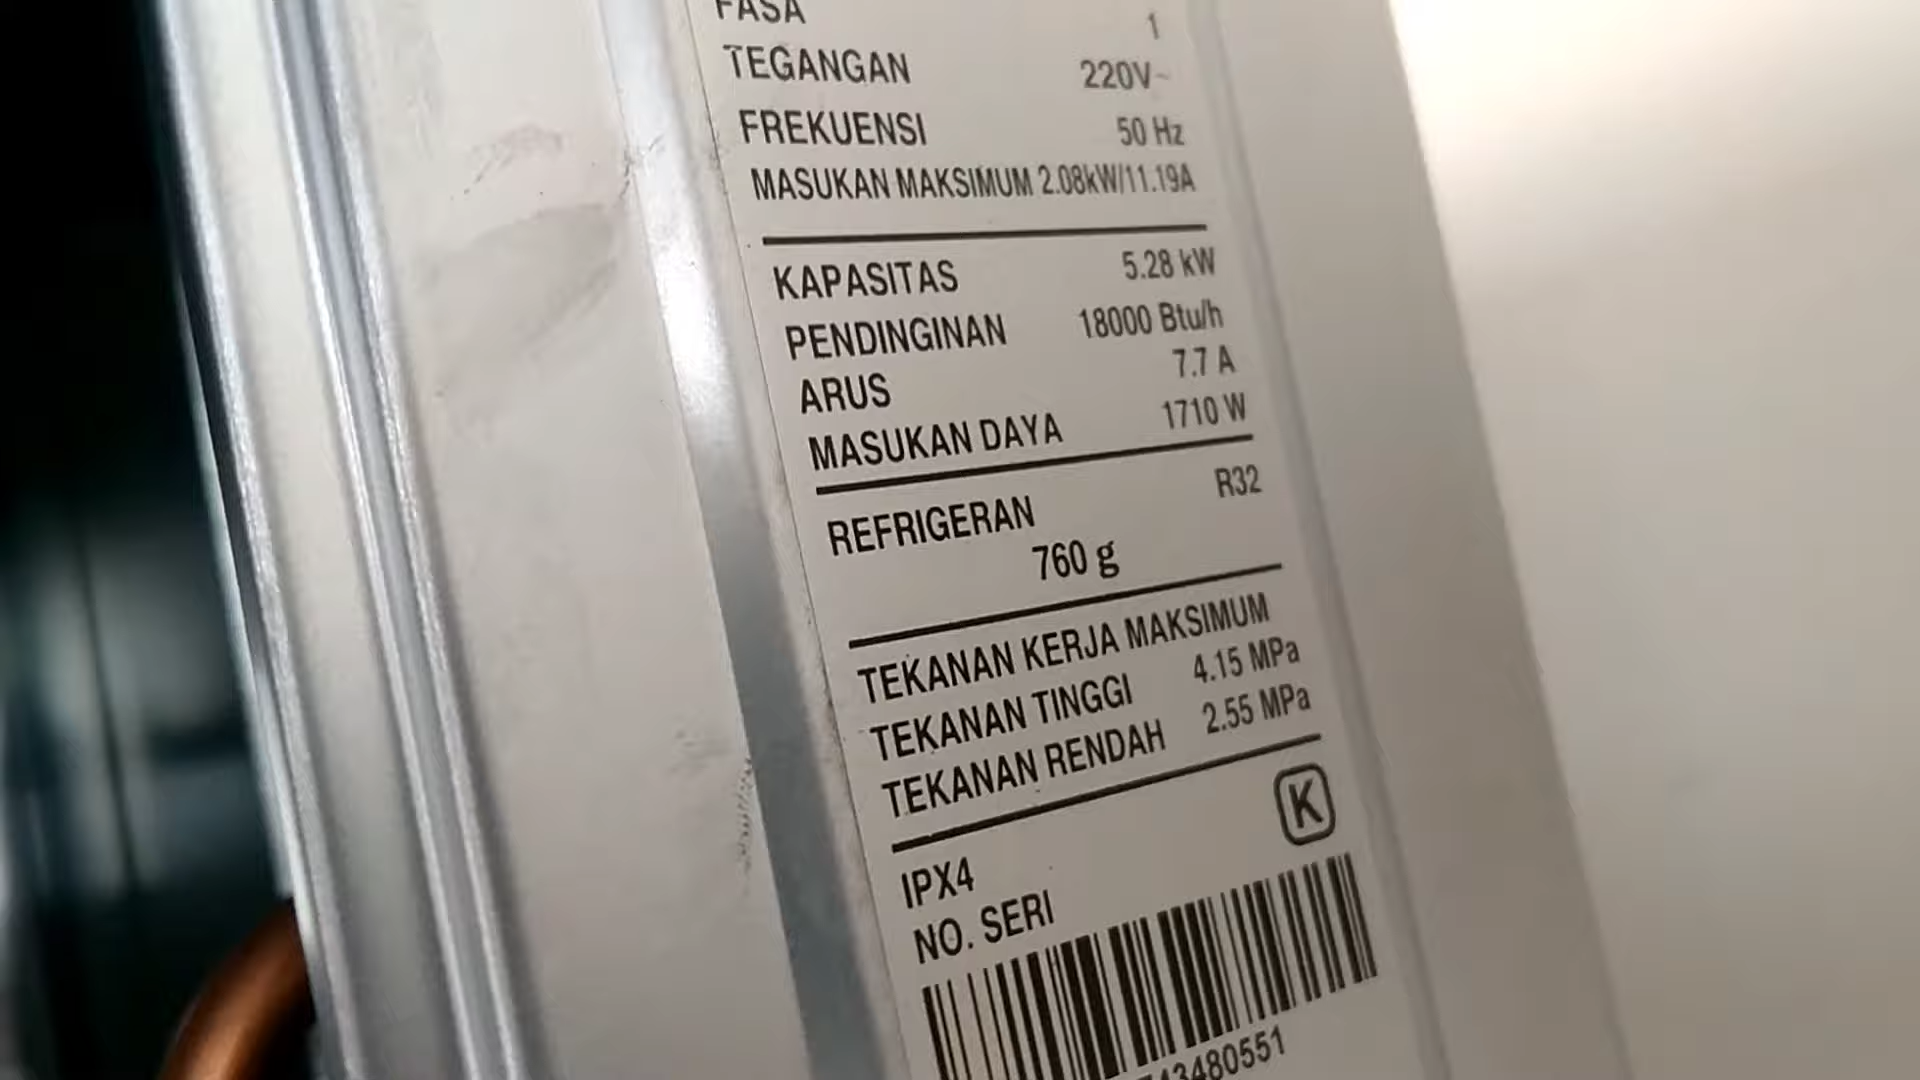 FASA 1
TEGANGAN 220V~
FREKUENSI 50 Hz
MASUKAN MAKSIMUM 2.08kW/11.19A
KAPASITAS 5.28 kW
PENDINGINAN 18000 Btu/h
ARUS 7.7 A
MASUKAN DAYA 1710 W
REFRIGERAN R32
760 g
TEKANAN KERJA MAKSIMUM
TEKANAN TINGGI 4.15 MPa
TEKANAN RENDAH 2.55 MPa
K
IPX4
NO. SERI
43480551